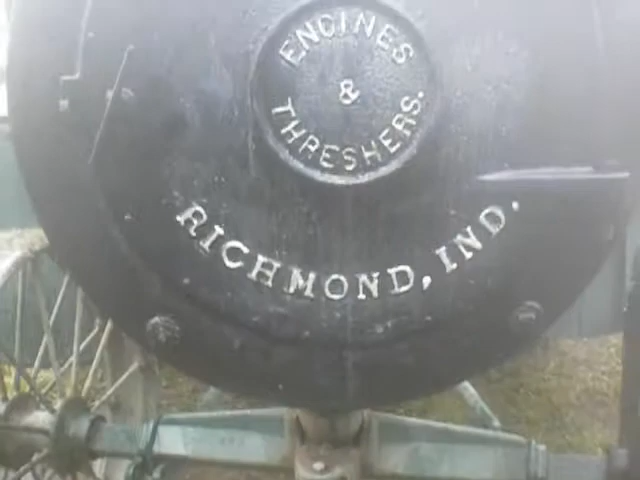 ENGINES
&
THRESHERS.
RICHMOND, IND.